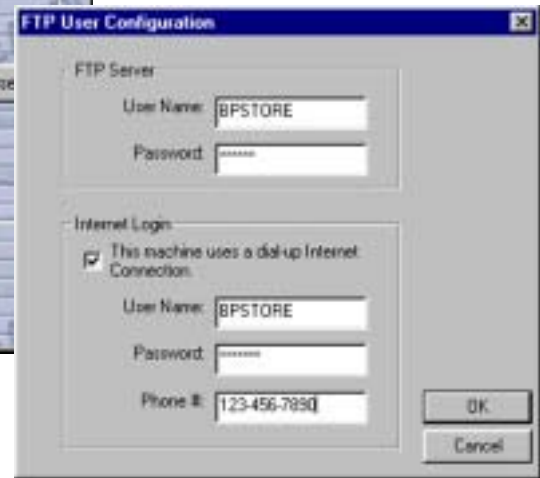 FTP User Configuration
se
FTP Server
User Name: BPSTORE
Password:
Internet Login
This machine uses a dial-up Internet
Connection.
User Name: BPSTORE
Password:
Phone #: 123-456-7890
OK
Cancel